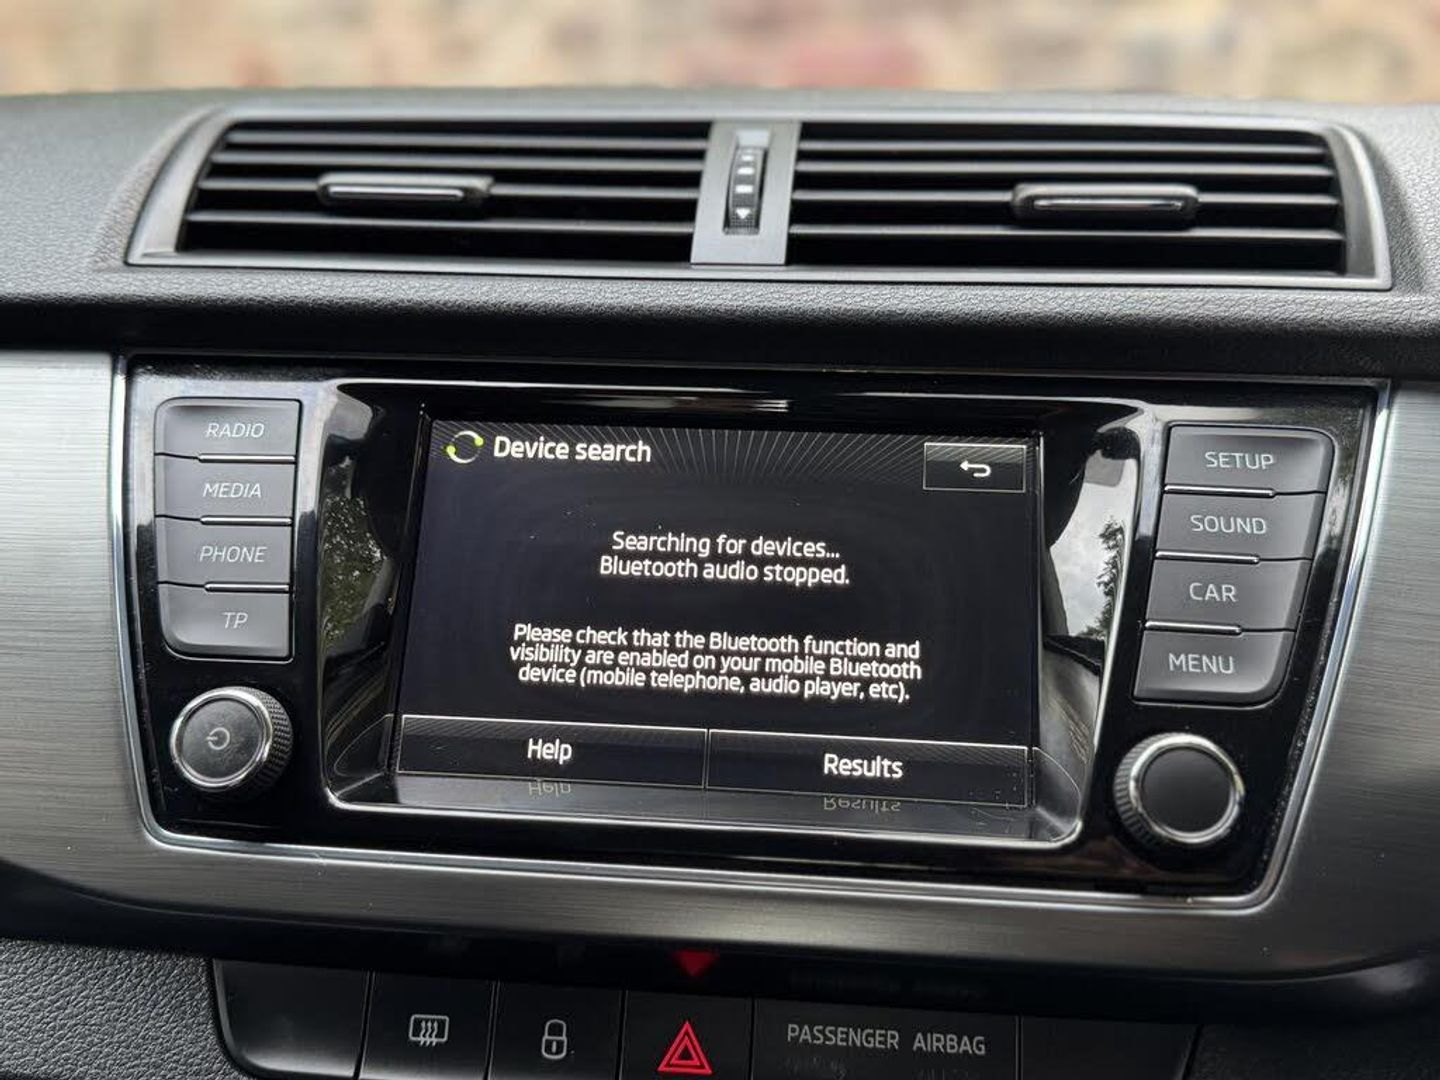 RADIO
MEDIA
PHONE
TP
Device search
Searching for devices...
Bluetooth audio stopped.
Please check that the Bluetooth function and
visibility are enabled on your mobile Bluetooth
device (mobile telephone, audio player, etc).
Help
Results
Help
Results
SETUP
SOUND
CAR
MENU
PASSENGER AIRBAG